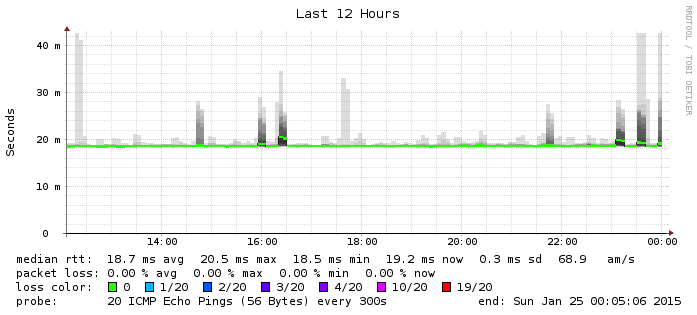 Last 12 Hours
RRDTOOL / TOBI OETIKER
Seconds
40 m
30 m
20 m
10 m
0
14:00 16:00 18:00 20:00 22:00 00:00
median rtt: 18.7 ms avg 20.5 ms max 18.5 ms min 19.2 ms now 0.3 ms sd 68.9 am/s
packet loss: 0.00 % avg 0.00 % max 0.00 % min 0.00 % now
loss color: 0 1/20 2/20 3/20 4/20 10/20 19/20
probe: 20 ICMP Echo Pings (56 Bytes) every 300s end: Sun Jan 25 00:05:06 2015